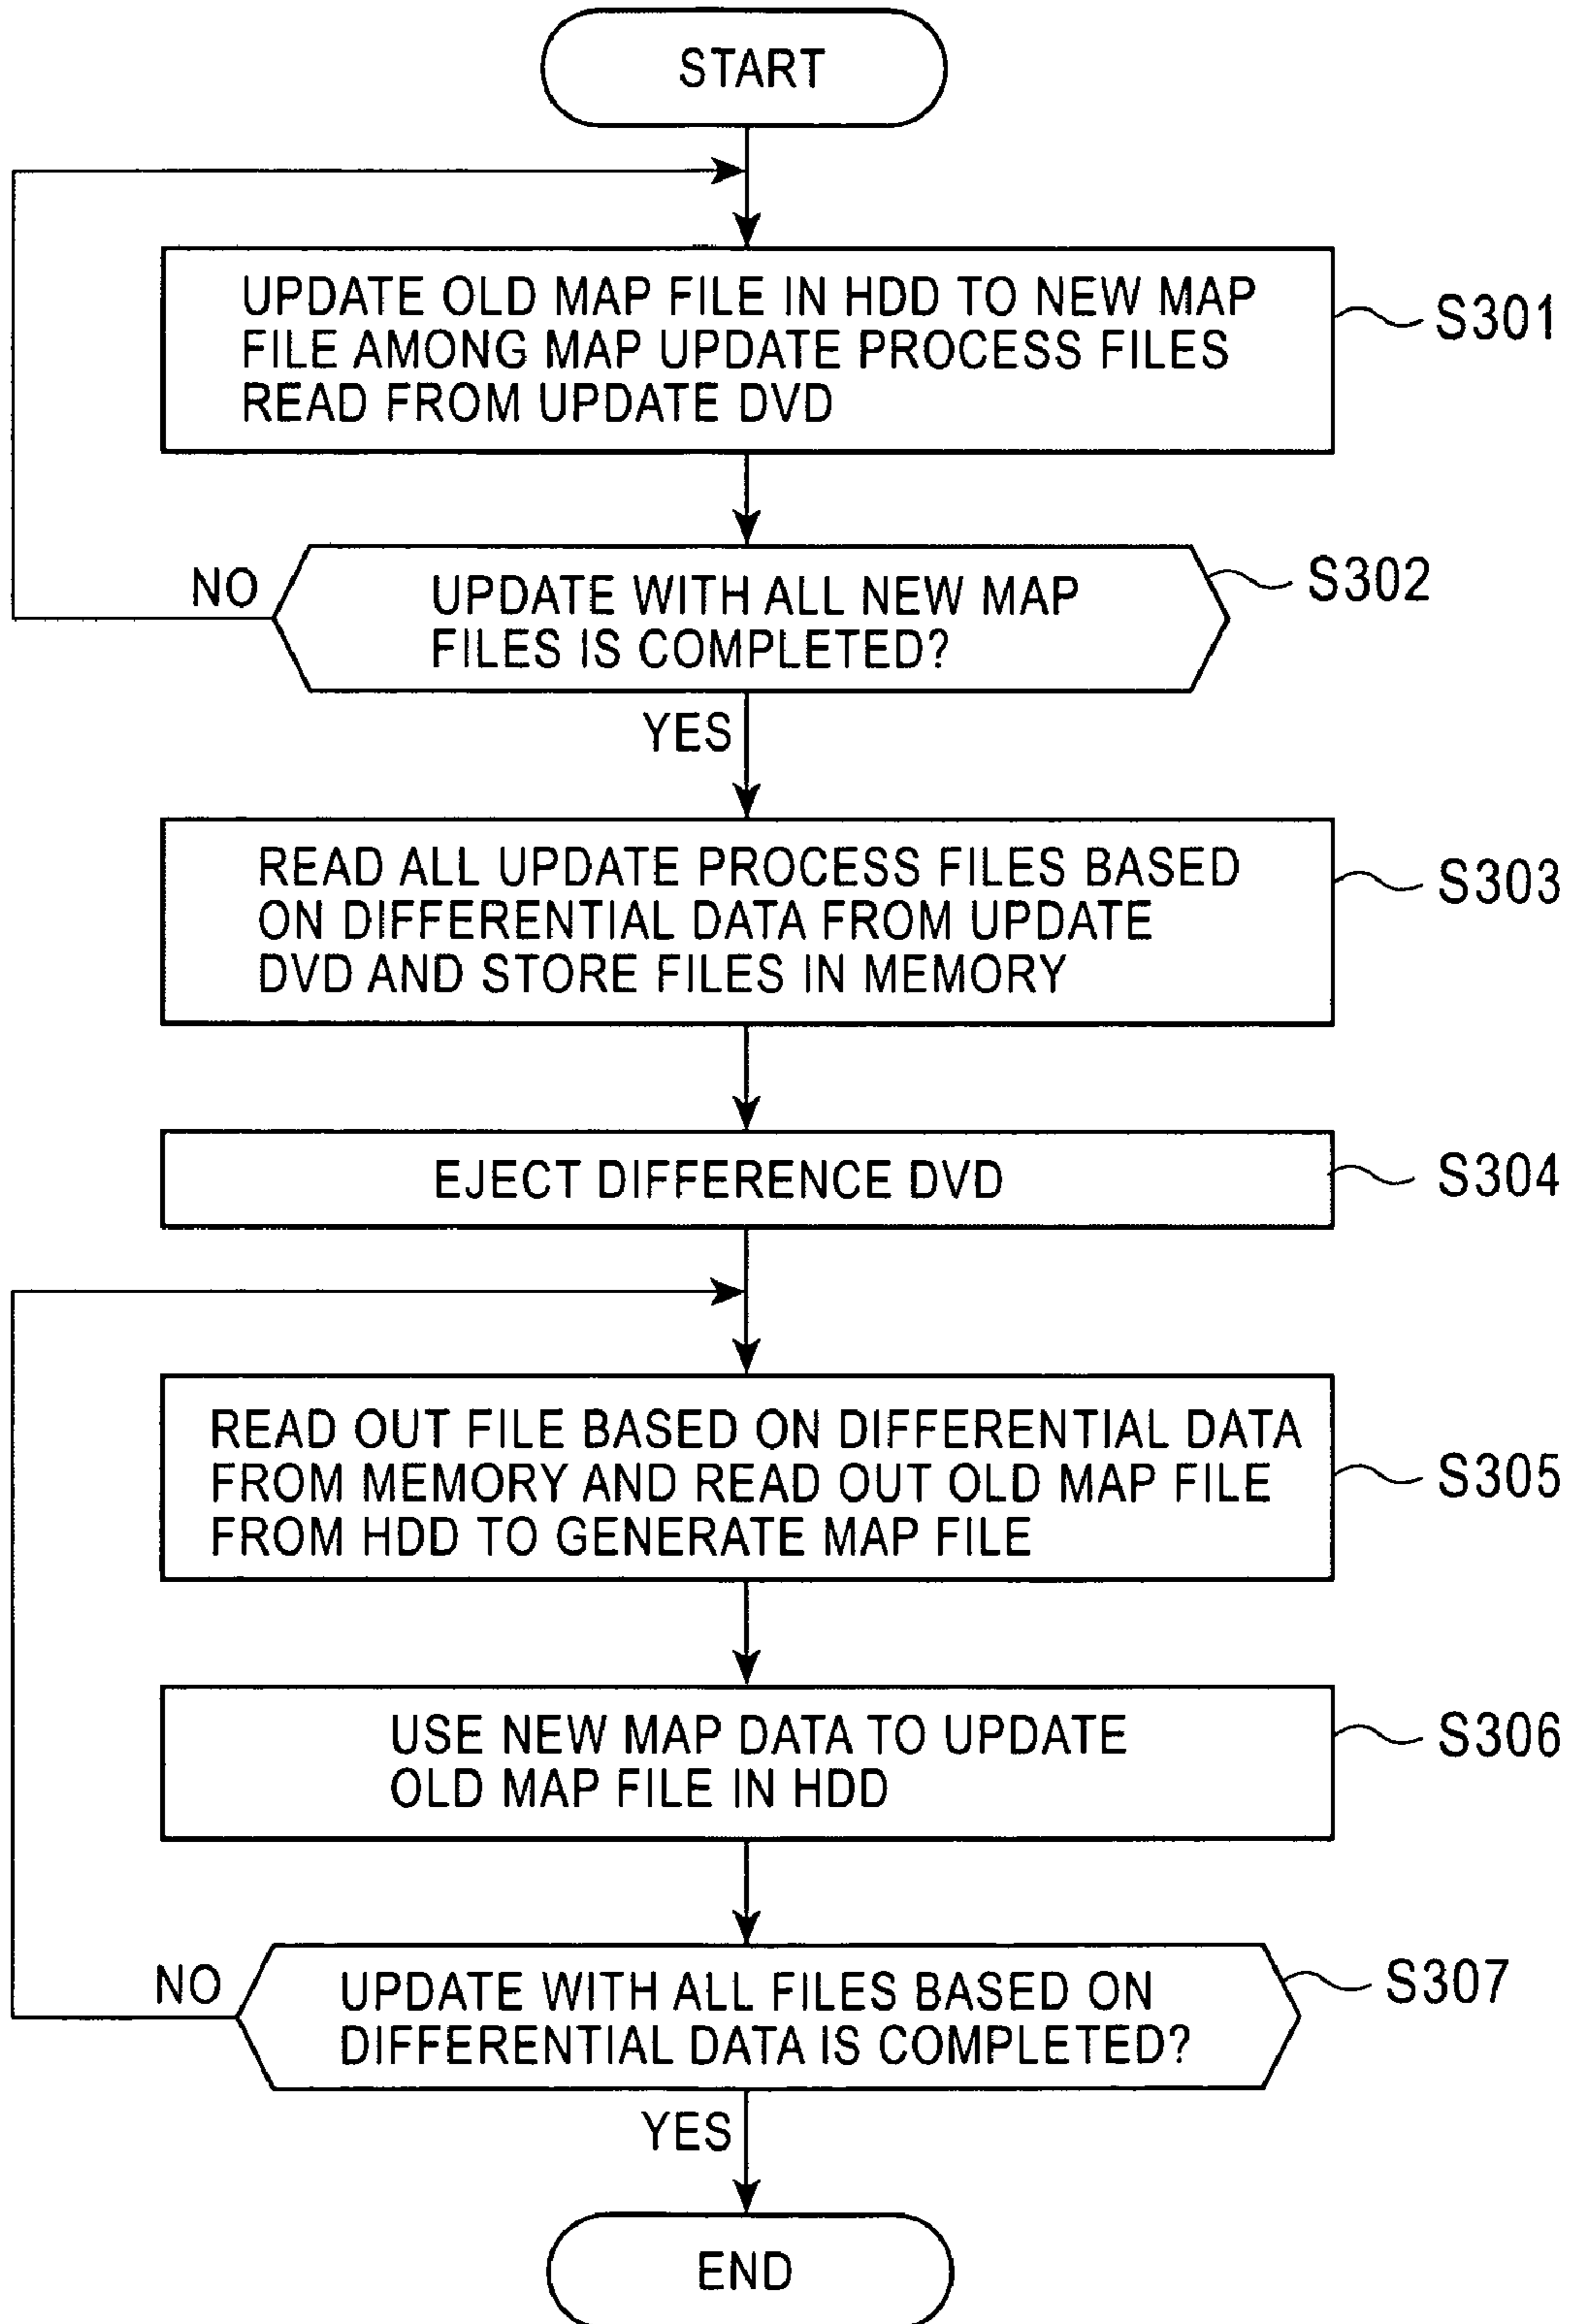 START
UPDATE OLD MAP FILE IN HDD TO NEW MAP
FILE AMONG MAP UPDATE PROCESS FILES
READ FROM UPDATE DVD
S301
NO
UPDATE WITH ALL NEW MAP
FILES IS COMPLETED?
S302
YES
READ ALL UPDATE PROCESS FILES BASED
ON DIFFERENTIAL DATA FROM UPDATE
DVD AND STORE FILES IN MEMORY
S303
EJECT DIFFERENCE DVD
S304
READ OUT FILE BASED ON DIFFERENTIAL DATA
FROM MEMORY AND READ OUT OLD MAP FILE
FROM HDD TO GENERATE MAP FILE
S305
USE NEW MAP DATA TO UPDATE
OLD MAP FILE IN HDD
S306
NO
UPDATE WITH ALL FILES BASED ON
DIFFERENTIAL DATA IS COMPLETED?
S307
YES
END